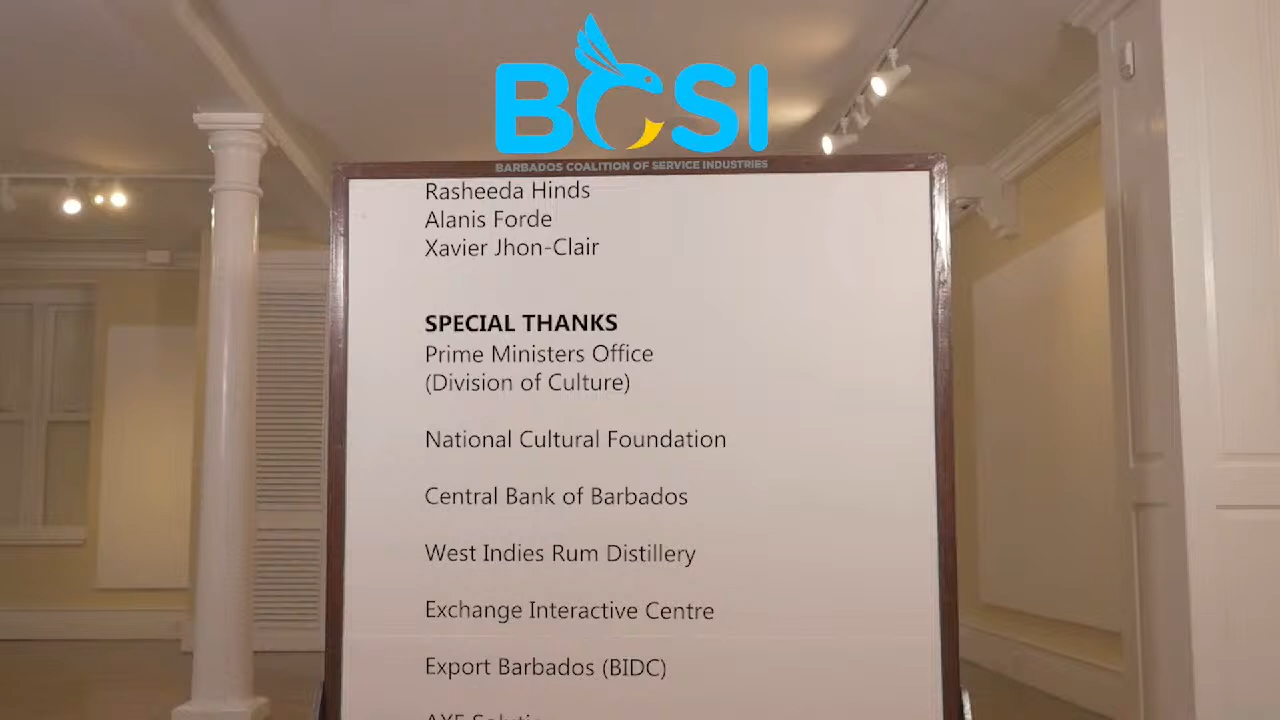 BCSI
BARBADOS COALITION OF SERVICE INDUSTRIES
Rasheeda Hinds
Alanis Forde
Xavier Jhon-Clair
SPECIAL THANKS
Prime Ministers Office
(Division of Culture)
National Cultural Foundation
Central Bank of Barbados
West Indies Rum Distillery
Exchange Interactive Centre
Export Barbados (BIDC)